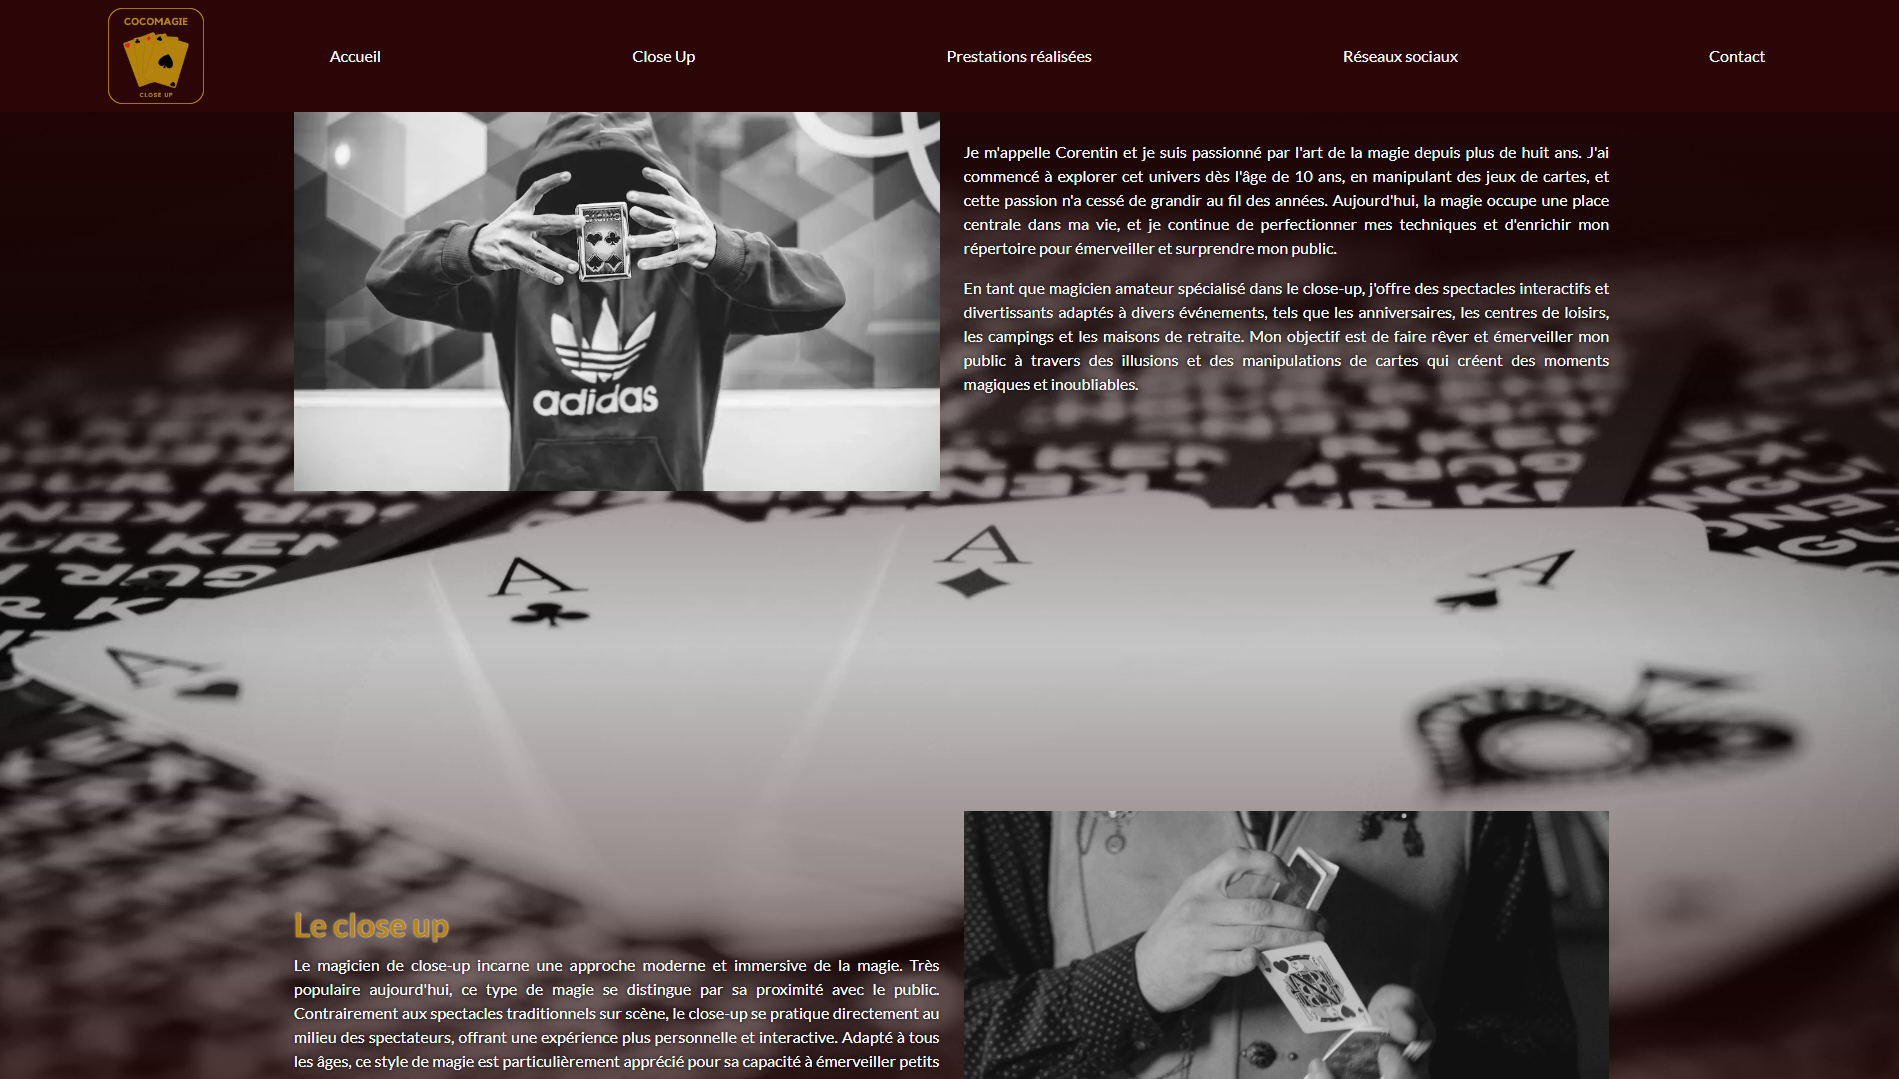 COCOMAGIE
CLOSE UP
Accueil
Close Up
Prestations réalisées
Réseaux sociaux
Contact
CASINO
adidas
Je m'appelle Corentin et je suis passionné par l'art de la magie depuis plus de huit ans. J'ai
commencé à explorer cet univers dès l'âge de 10 ans, en manipulant des jeux de cartes, et
cette passion n'a cessé de grandir au fil des années. Aujourd'hui, la magie occupe une place
centrale dans ma vie, et je continue de perfectionner mes techniques et d'enrichir mon
répertoire pour émerveiller et surprendre mon public.
En tant que magicien amateur spécialisé dans le close-up, j'offre des spectacles interactifs et
divertissants adaptés à divers événements, tels que les anniversaires, les centres de loisirs,
les campings et les maisons de retraite. Mon objectif est de faire rêver et émerveiller mon
public à travers des illusions et des manipulations de cartes qui créent des moments
magiques et inoubliables.
A
A
A
A
Le close up
Le magicien de close-up incarne une approche moderne et immersive de la magie. Très
populaire aujourd'hui, ce type de magie se distingue par sa proximité avec le public.
Contrairement aux spectacles traditionnels sur scène, le close-up se pratique directement au
milieu des spectateurs, offrant une expérience plus personnelle et interactive. Adapté à tous
les âges, ce style de magie est particulièrement apprécié pour sa capacité à émerveiller petits